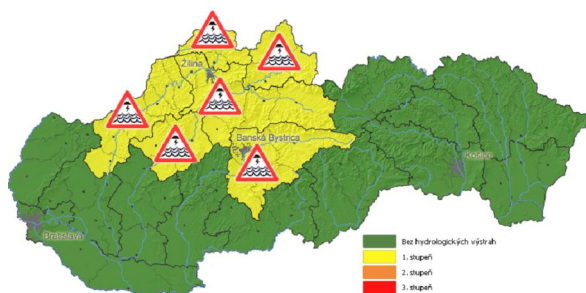 Žilina
Banská Bystrica
Košice
Bratislava
Bez hydrologických výstrah
1. stupeň
2. stupeň
3. stupeň